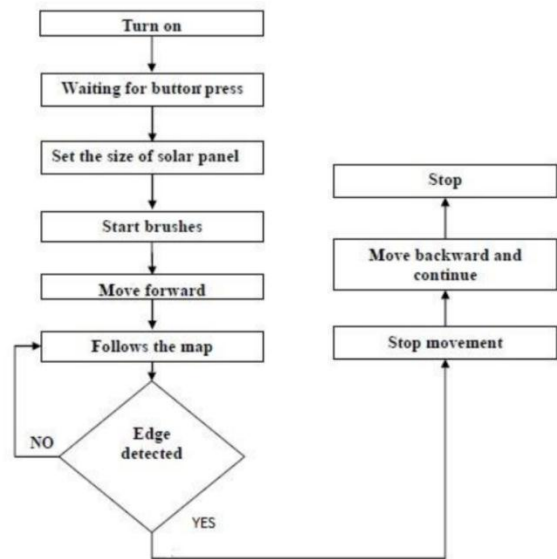 Turn on
Waiting for button press
Set the size of solar panel
Start brushes
Move forward
Follows the map
Edge
detected
NO
YES
Stop movement
Move backward and
continue
Stop